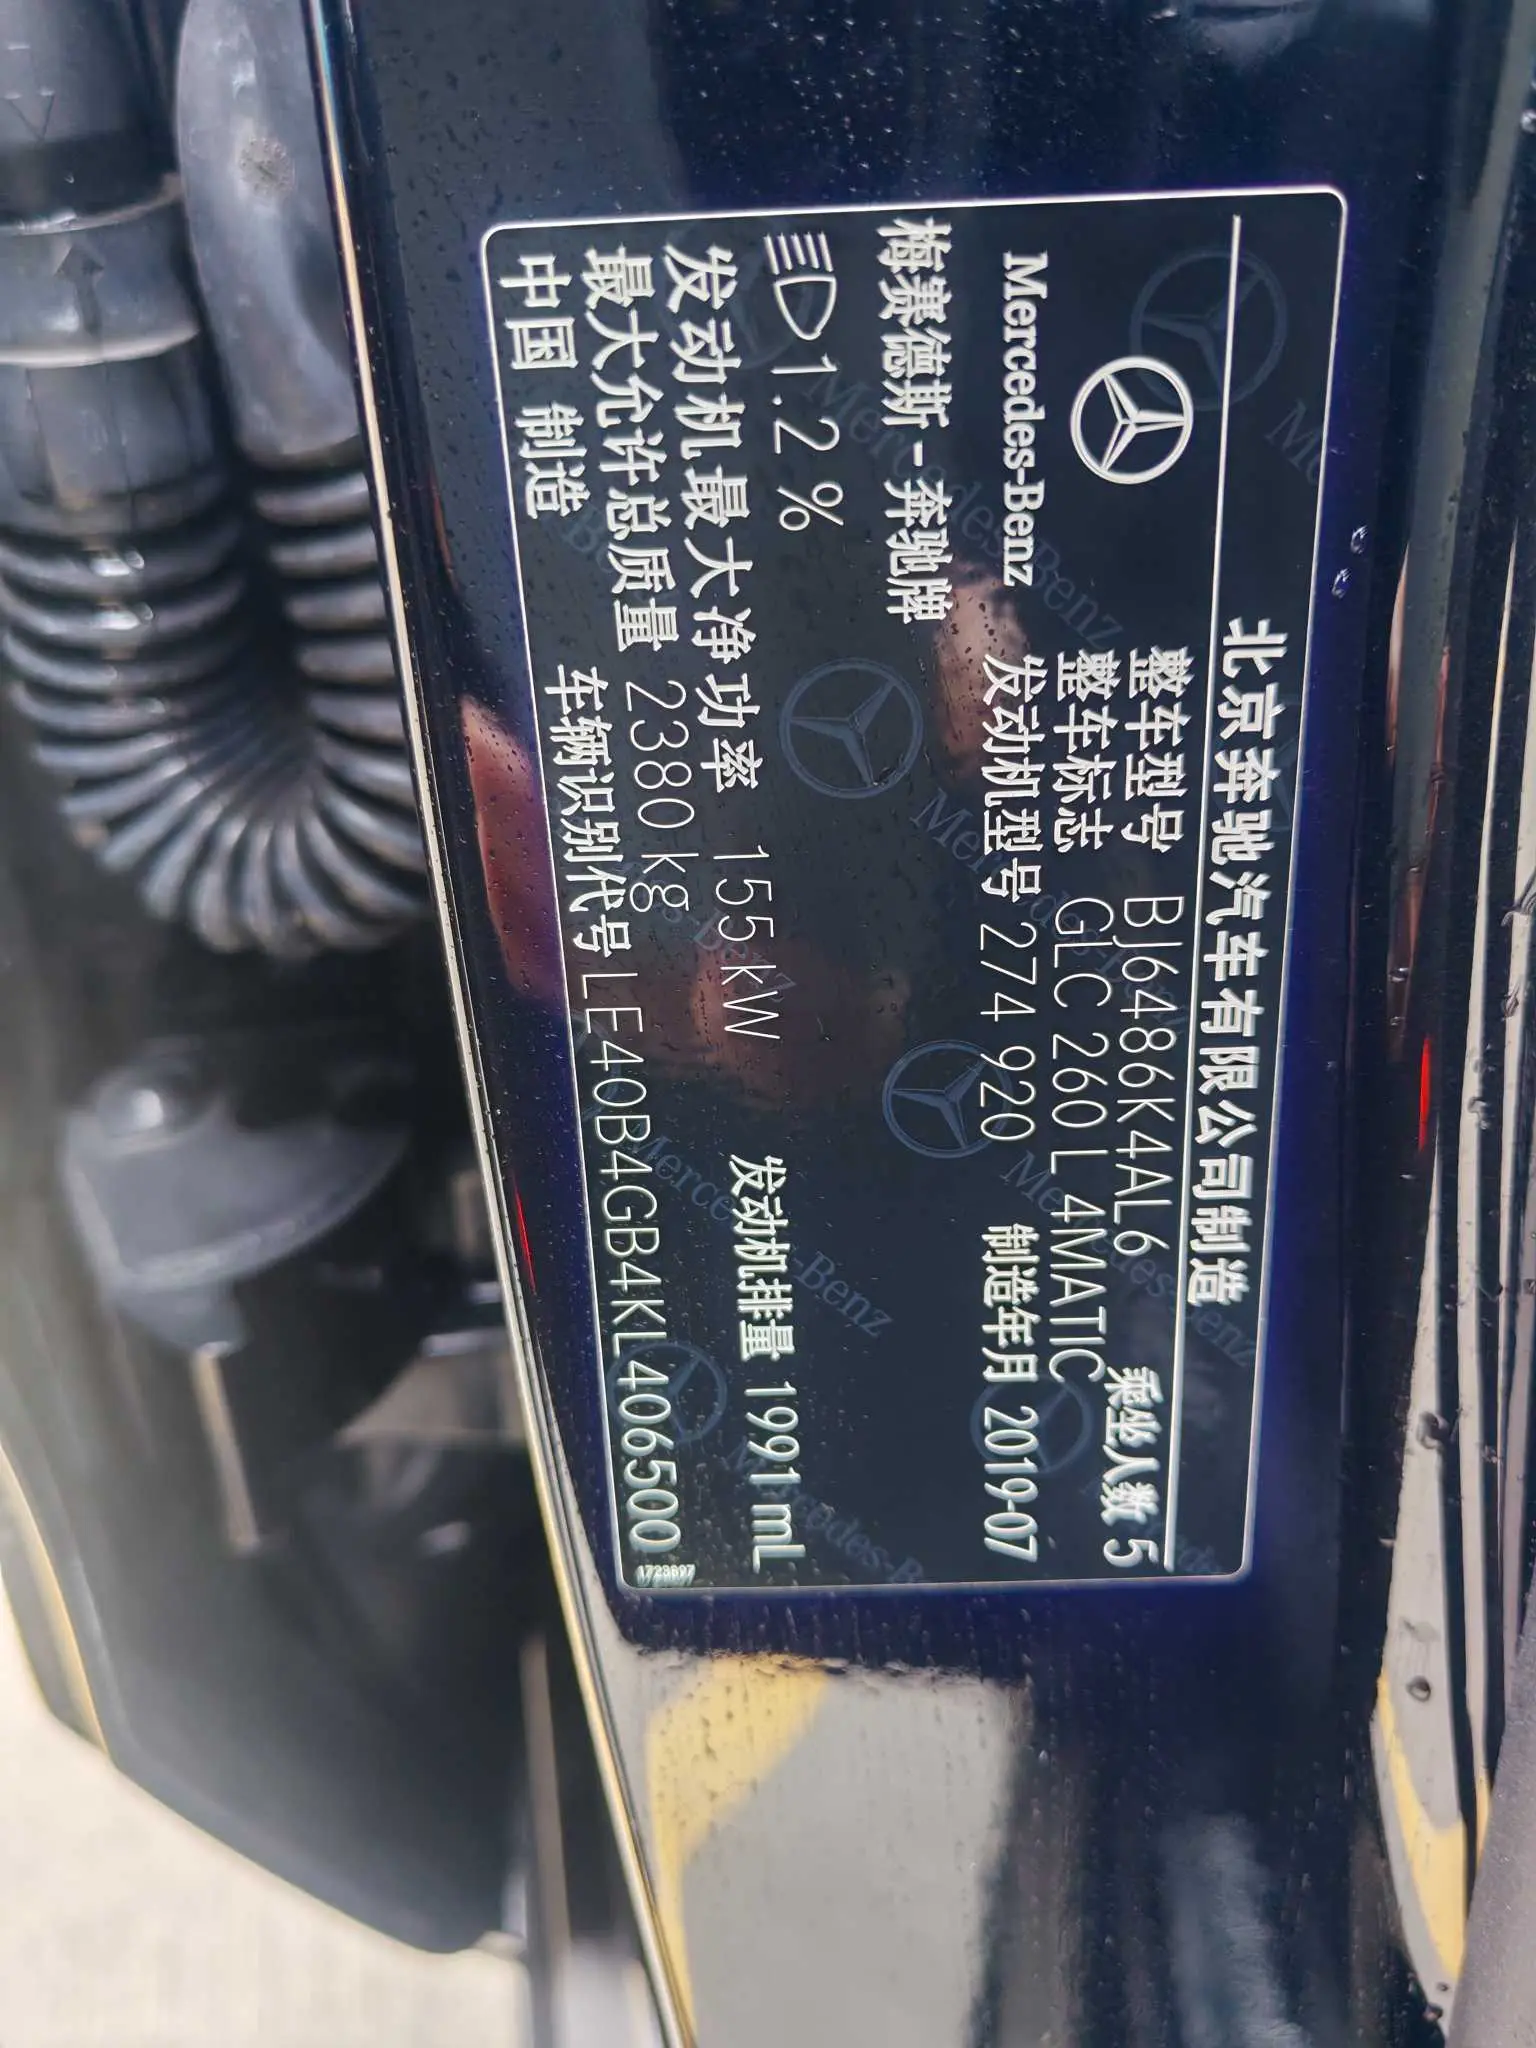 北京奔驰汽车有限公司制造
整车型号 BJ6486K4AL6 乘坐人数 5
整车标志 GLC 260 L 4MATIC
Mercedes-Benz 发动机型号 274 920 制造年月 2019-07
梅赛德斯-奔驰牌
1.2 %
发动机最大净功率 155 kW 发动机排量 1991 mL
最大允许总质量 2380 kg
中国 制造 车辆识别代号 LE40B4GB4KL406500
1723697